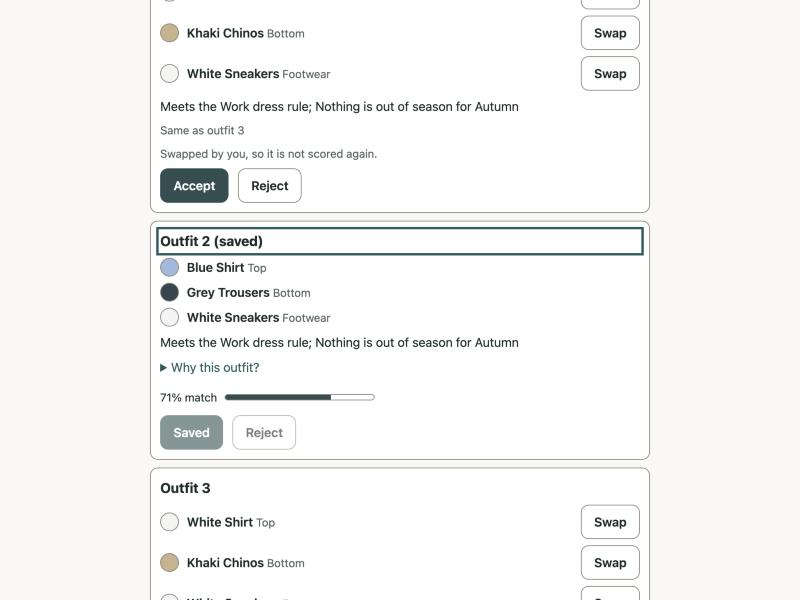 Khaki Chinos Bottom Swap
White Sneakers Footwear Swap
Meets the Work dress rule; Nothing is out of season for Autumn
Same as outfit 3
Swapped by you, so it is not scored again.
Accept Reject
Outfit 2 (saved)
Blue Shirt Top
Grey Trousers Bottom
White Sneakers Footwear
Meets the Work dress rule; Nothing is out of season for Autumn
Why this outfit?
71% match
Saved Reject
Outfit 3
White Shirt Top Swap
Khaki Chinos Bottom Swap